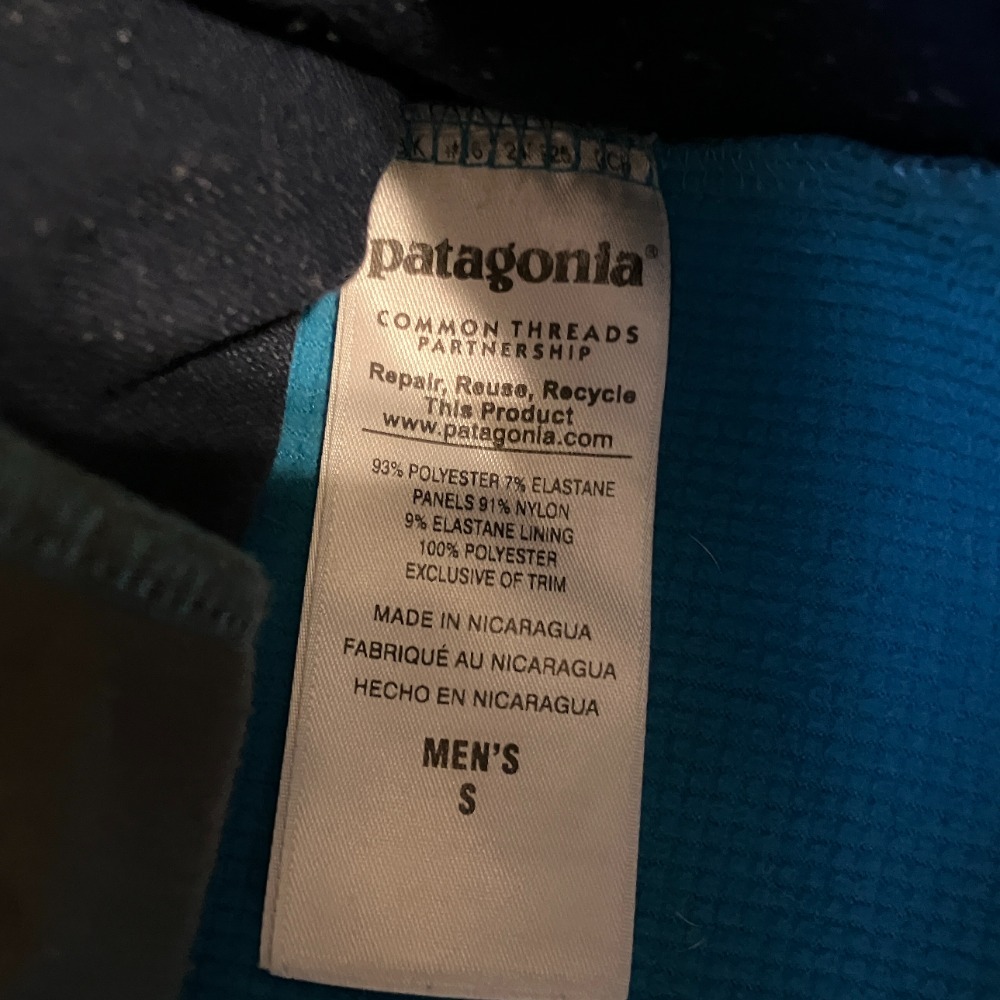 patagonia®
COMMON THREADS
PARTNERSHIP
Repair, Reuse, Recycle
This Product
www.patagonia.com
93% POLYESTER 7% ELASTANE
PANELS 91% NYLON
9% ELASTANE LINING
100% POLYESTER
EXCLUSIVE OF TRIM
MADE IN NICARAGUA
FABRIQUÉ AU NICARAGUA
HECHO EN NICARAGUA
MEN'S
S